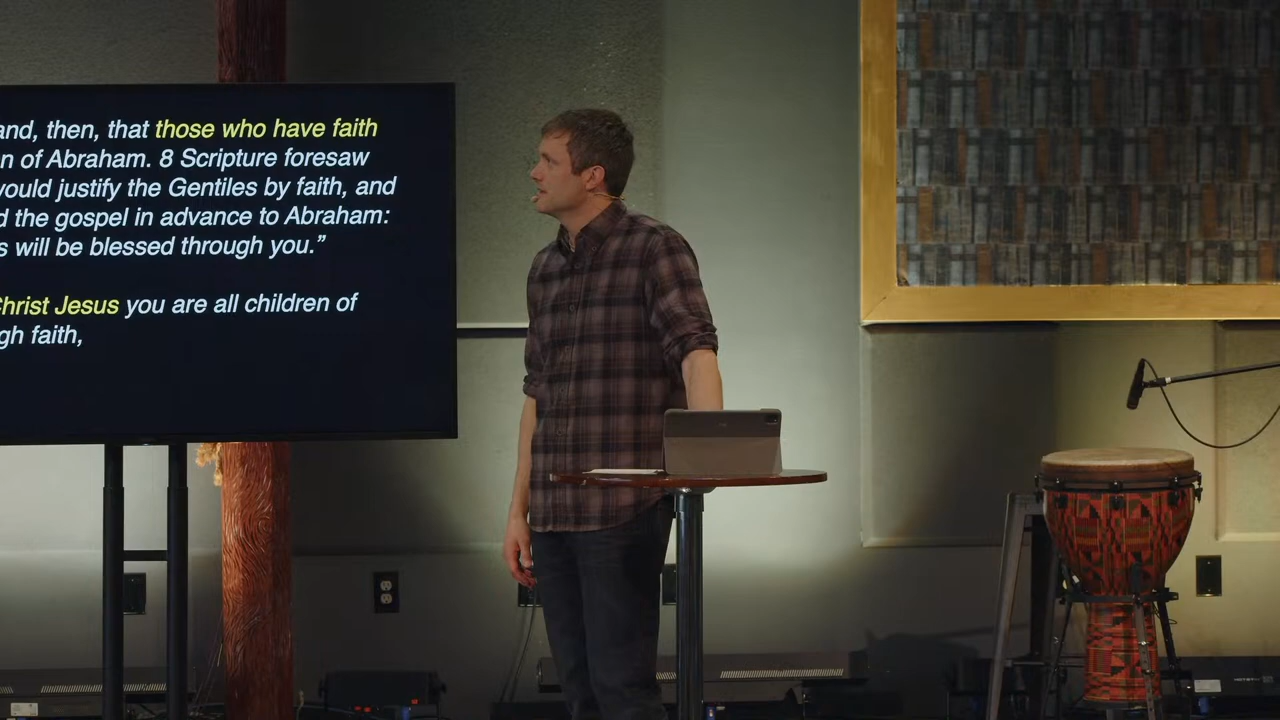 and, then, that those who have faith
n of Abraham. 8 Scripture foresaw
would justify the Gentiles by faith, and
d the gospel in advance to Abraham:
s will be blessed through you.”
Christ Jesus you are all children of
gh faith,